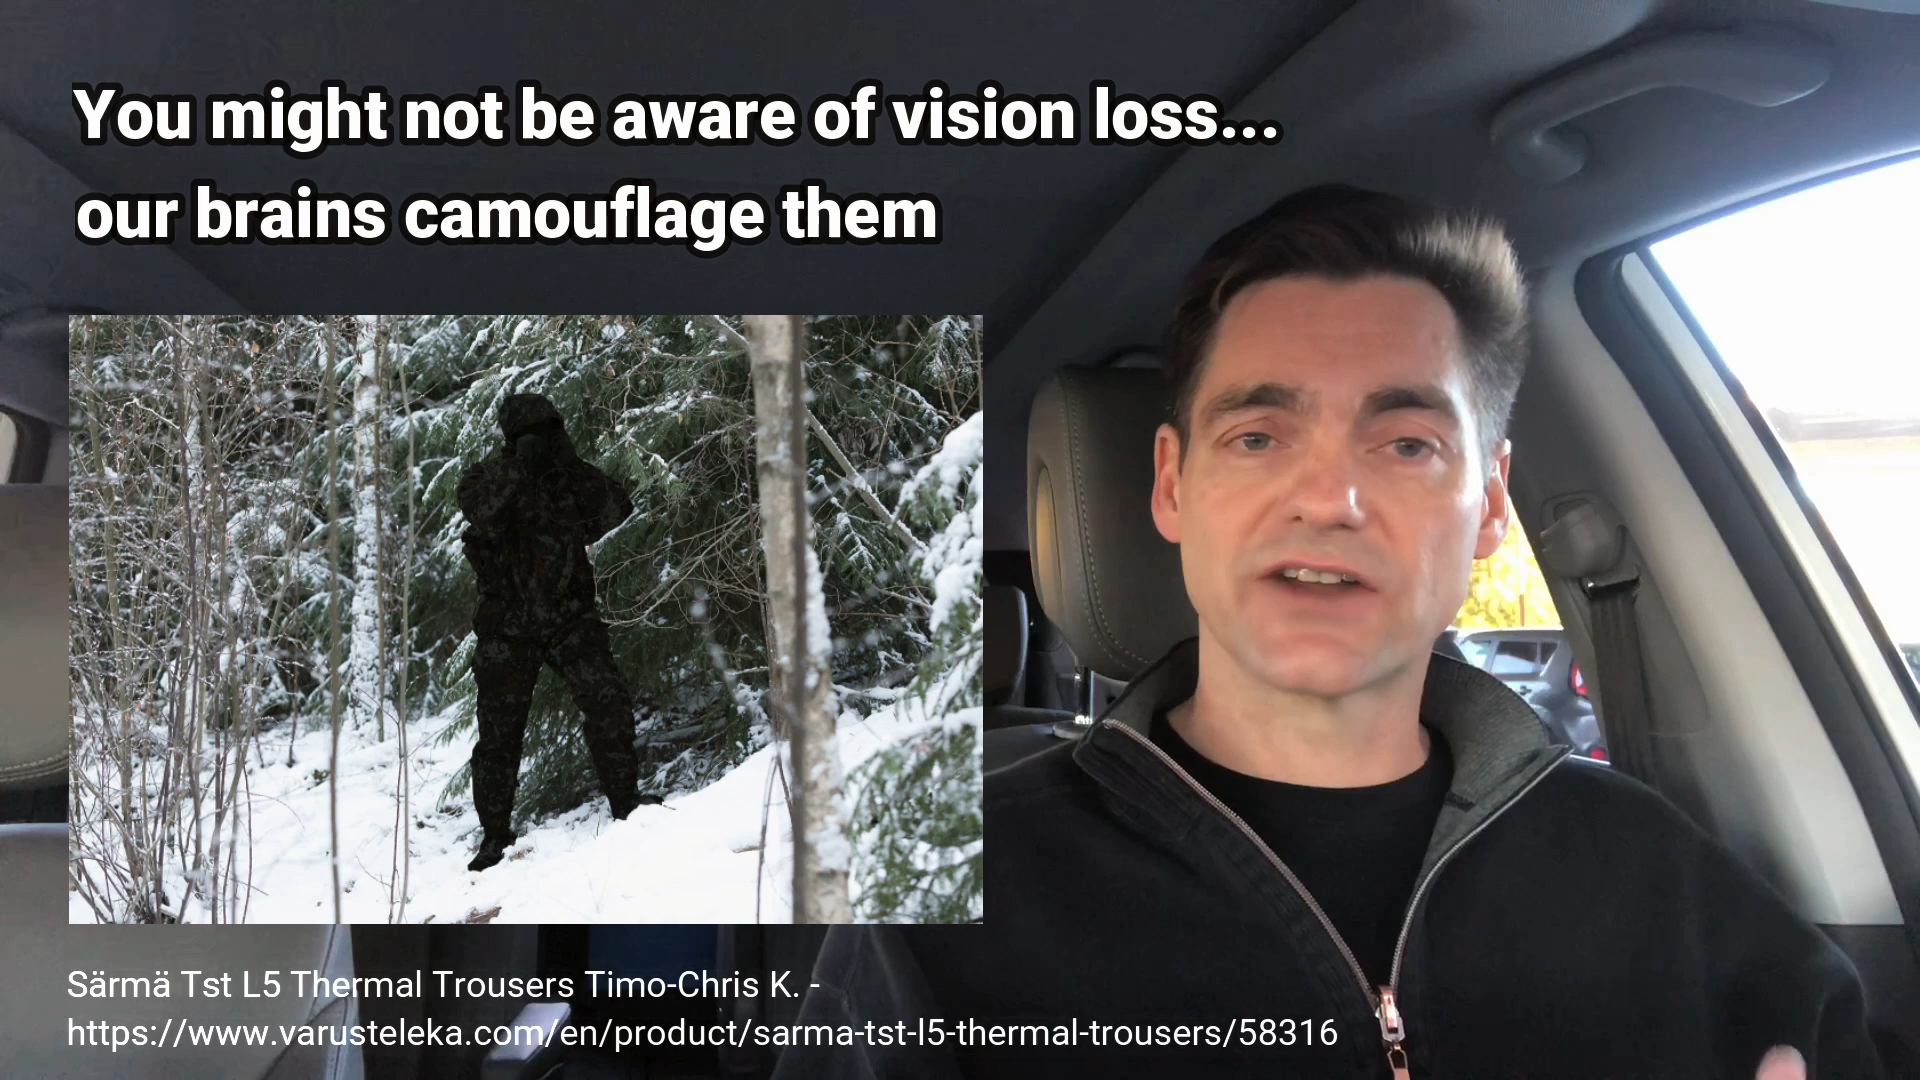 You might not be aware of vision loss...
our brains camouflage them
Särmä Tst L5 Thermal Trousers Timo-Chris K. -
https://www.varusteleka.com/en/product/sarma-tst-l5-thermal-trousers/58316